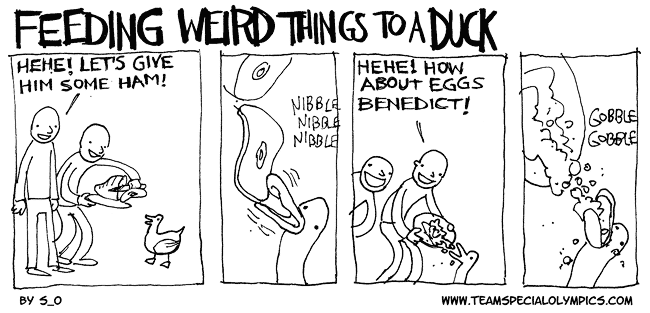 FEEDING WEIRD THINGS TO A DUCK
HEHE! LET'S GIVE
HIM SOME HAM!
NIBBLE
NIBBLE
NIBBLE
HEHE! HOW
ABOUT EGGS
BENEDICT!
GOBBLE
GOBBLE
BY S_O
WWW.TEAMSPECIALOLYMPICS.COM